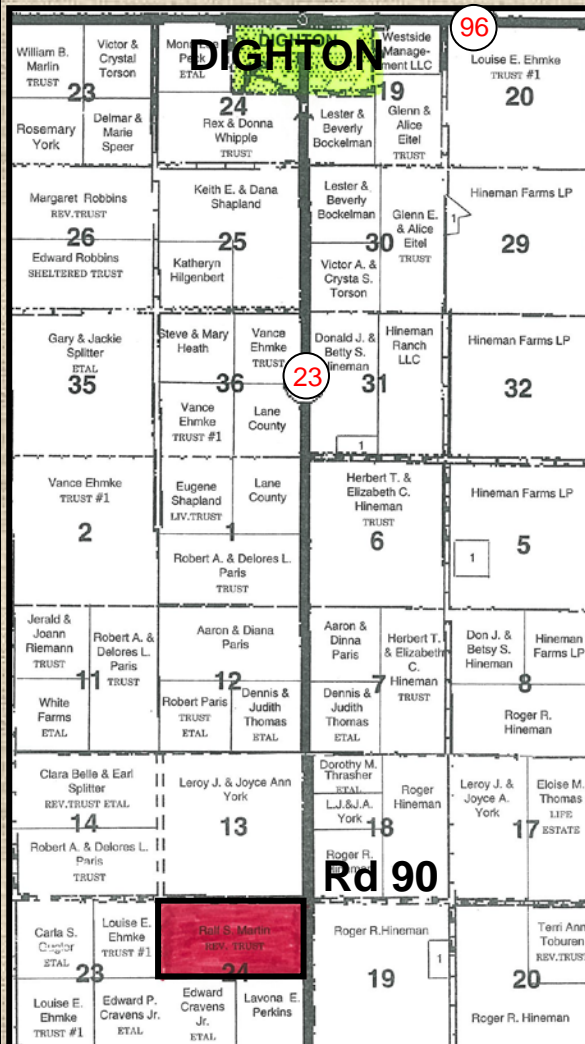 96
DIGHTON
William B.
Marlin
TRUST
Victor &
Crystal
Torson
23
Rosemary
York
Delmar &
Marie
Speer
Peck
ETAL
24
Rex & Donna
Whipple
TRUST
Westside
Manage-
ment LLC
19
Lester &
Beverly
Bockelman
Glenn &
Alice
Eitel
TRUST
Louise E. Ehmke
TRUST #1
20
Margaret Robbins
REV.TRUST
26
Edward Robbins
SHELTERED TRUST
Keith E. & Dana
Shapland
25
Katheryn
Hilgenbert
Lester &
Beverly
Bockelman
30
Glenn E.
& Alice
Eitel
TRUST
Victor A. &
Crysta S.
Torson
Hineman Farms LP
1
29
Gary & Jackie
Splitter
ETAL
35
Steve & Mary
Heath
Vance
Ehmke
TRUST
36
Vance
Ehmke
TRUST #1
Lane
County
23
Donald J. &
Betty S.
Hineman
31
Hineman
Ranch
LLC
1
Hineman Farms LP
32
Vance Ehmke
TRUST #1
2
Eugene
Shapland
LIV.TRUST
Lane
County
1
Robert A. & Delores L.
Paris
TRUST
Herbert T. &
Elizabeth C.
Hineman
TRUST
6
Hineman Farms LP
5
1
Jerald &
Joann
Riemann
TRUST
Robert A. &
Delores L.
Paris
TRUST
11
White
Farms
ETAL
Aaron & Diana
Paris
12
Robert Paris
TRUST
ETAL
Dennis &
Judith
Thomas
ETAL
Aaron &
Dinna
Paris
7
Herbert T.
& Elizabeth
C.
Hineman
TRUST
Dennis &
Judith
Thomas
ETAL
Don J. &
Betsy S.
Hineman
Hineman
Farms LP
8
Roger R.
Hineman
Clara Belle & Earl
Splitter
REV.TRUST ETAL
14
Robert A. & Delores L.
Paris
TRUST
Leroy J. & Joyce Ann
York
13
Dorothy M.
Thrasher
ETAL
L.J.&J.A.
York
18
Roger
Hineman
Roger R.
Leroy J. &
Joyce A.
York
17
Eloise M.
Thomas
LIFE
ESTATE
Rd 90
Carla S.
ETAL
Louise E.
Ehmke
TRUST #1
23
Louise E.
Ehmke
TRUST #1
Edward P.
Cravens Jr.
ETAL
Ralf S. Martin
REV. TRUST
24
Edward
Cravens
Jr.
ETAL
Lavona E.
Perkins
Roger R.Hineman
1
19
Terri Ann
Toburen
REV.TRUST
20
Roger R. Hineman